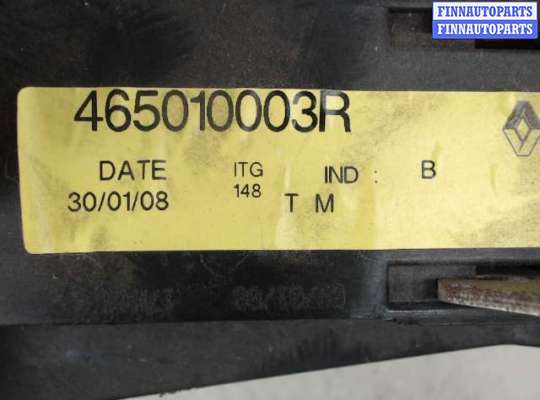 FINNAUTOPARTS
FINNAUTOPARTS
465010003R
DATE ITG IND : B
30/01/08 148 T M